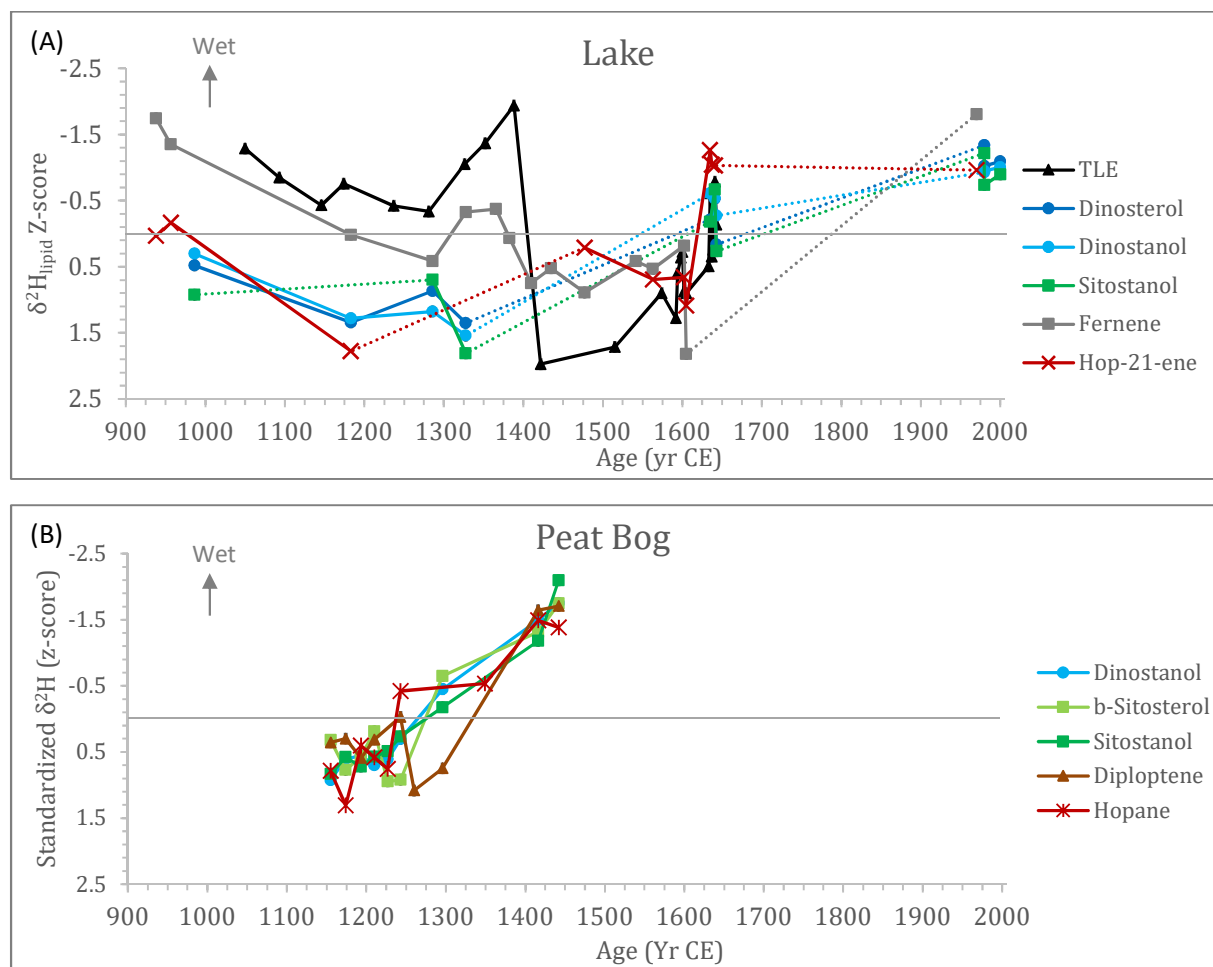 (A)
Lake
Wet
-2.5
-1.5
-0.5
0.5
1.5
2.5
δ²H lipid Z-score
900 1000 1100 1200 1300 1400 1500 1600 1700 1800 1900 2000
Age (yr CE)
TLE
Dinosterol
Dinostanol
Sitostanol
Fernene
Hop-21-ene
(B)
Peat Bog
Wet
-2.5
-1.5
-0.5
0.5
1.5
2.5
Standardized δ²H (z-score)
900 1000 1100 1200 1300 1400 1500 1600 1700 1800 1900 2000
Age (Yr CE)
Dinostanol
b-Sitosterol
Sitostanol
Diploptene
Hopane